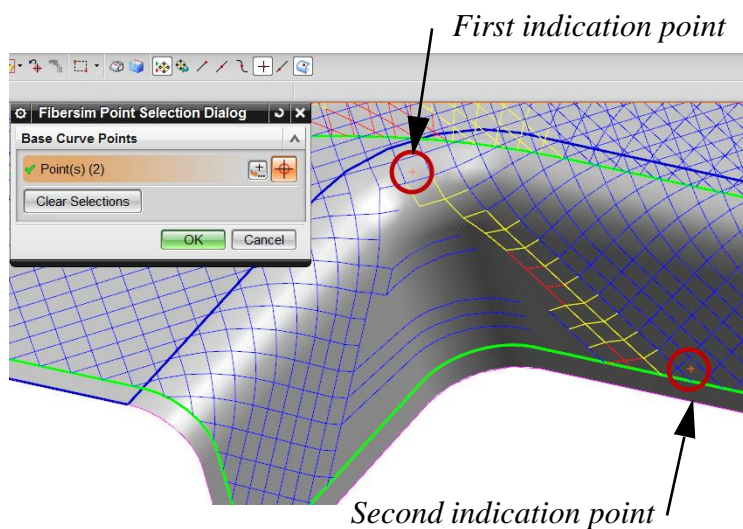 First indication point
Fibersim Point Selection Dialog
Base Curve Points
Point(s) (2)
Clear Selections
OK Cancel
Second indication point